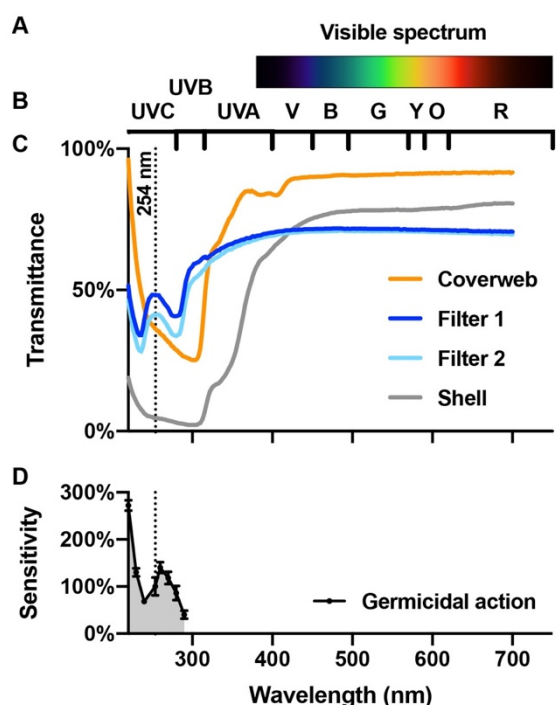 A
Visible spectrum
UVB
B
UVC UVA V B G Y O R
C
100%
254 nm
50%
0%
Transmittance
Coverweb
Filter 1
Filter 2
Shell
D
300%
200%
100%
0%
Sensitivity
Germicidal action
300 400 500 600 700
Wavelength (nm)